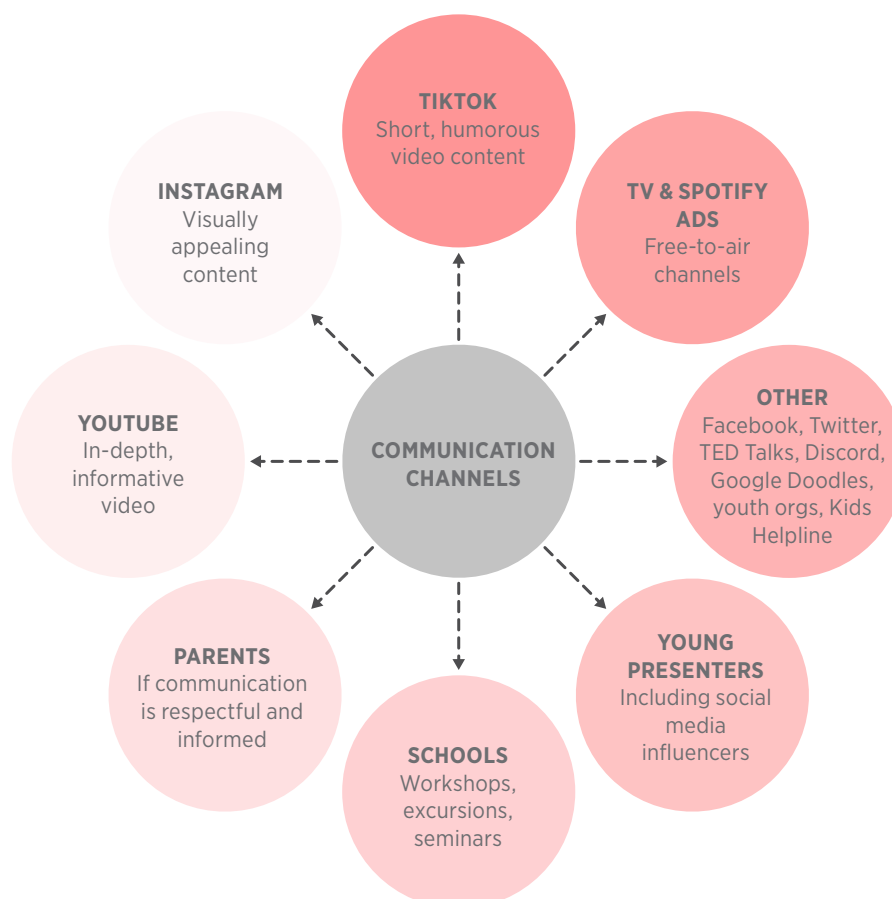 TIKTOK
Short, humorous
video content
TV & SPOTIFY
ADS
Free-to-air
channels
OTHER
Facebook, Twitter,
TED Talks, Discord,
Google Doodles,
youth orgs, Kids
Helpline
YOUNG
PRESENTERS
Including social
media
influencers
SCHOOLS
Workshops,
excursions,
seminars
PARENTS
If communication
is respectful and
informed
YOUTUBE
In-depth,
informative
video
INSTAGRAM
Visually
appealing
content
COMMUNICATION
CHANNELS